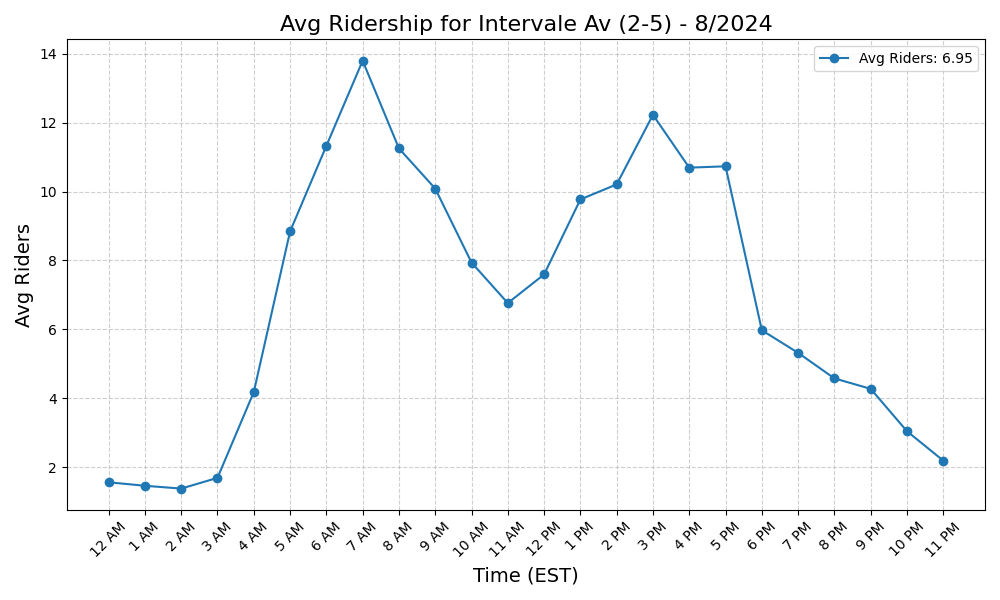 Avg Ridership for Intervale Av (2-5) - 8/2024
Avg Riders: 6.95
Avg Riders
14
12
10
8
6
4
2
12 AM
1 AM
2 AM
3 AM
4 AM
5 AM
6 AM
7 AM
8 AM
9 AM
10 AM
11 AM
12 PM
1 PM
2 PM
3 PM
4 PM
5 PM
6 PM
7 PM
8 PM
9 PM
10 PM
11 PM
Time (EST)